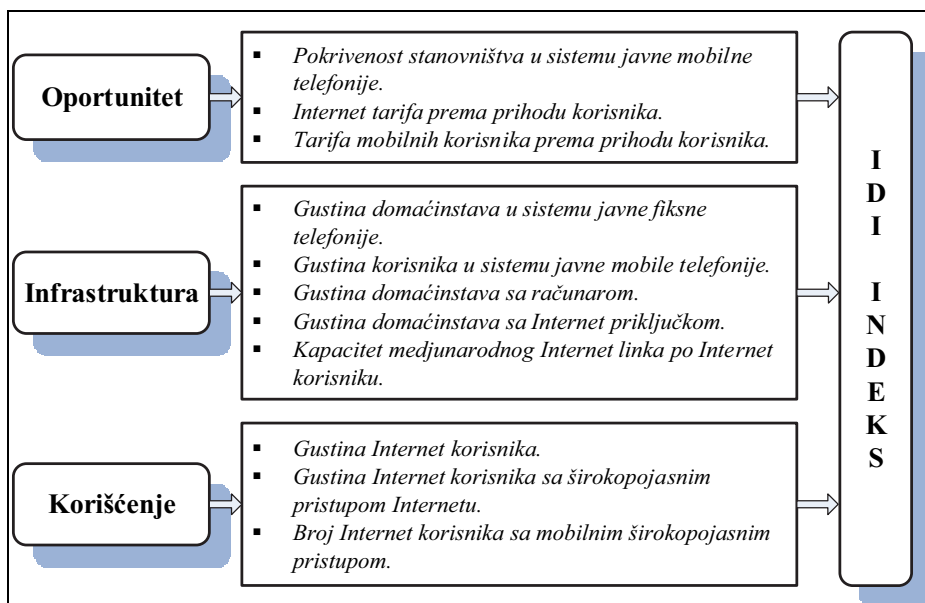 Oportunitet
▪ Pokrivenost stanovništva u sistemu javne mobilne
telefonije.
▪ Internet tarifa prema prihodu korisnika.
▪ Tarifa mobilnih korisnika prema prihodu korisnika.
Infrastruktura
▪ Gustina domaćinstava u sistemu javne fiksne
telefonije.
▪ Gustina korisnika u sistemu javne mobile telefonije.
▪ Gustina domaćinstava sa računarom.
▪ Gustina domaćinstava sa Internet priključkom.
▪ Kapacitet medjunarodnog Internet linka po Internet
korisniku.
Korišćenje
▪ Gustina Internet korisnika.
▪ Gustina Internet korisnika sa širokopojasnim
pristupom Internetu.
▪ Broj Internet korisnika sa mobilnim širokopojasnim
pristupom.
IDI INDEKS